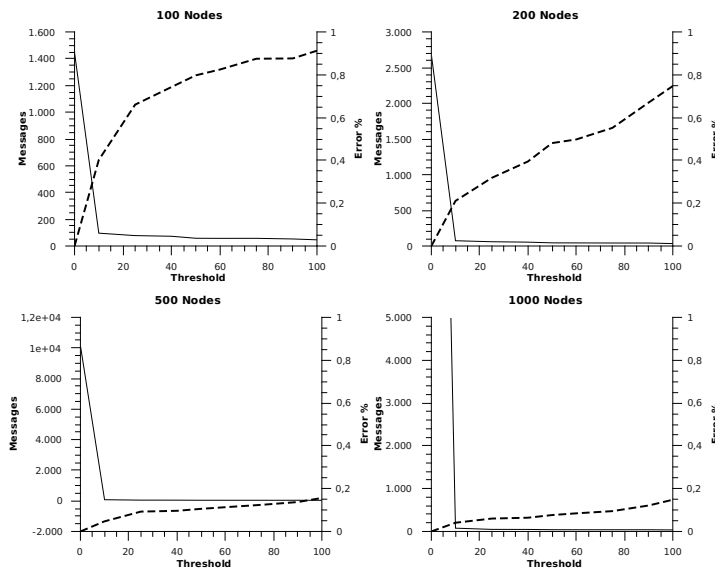 100 Nodes
1.600
1.400
1.200
1.000
800
600
400
200
0
Messages
1
0,8
0,6
0,4
0,2
0
Error %
0 20 40 60 80 100
Threshold
200 Nodes
3.000
2.500
2.000
1.500
1.000
500
0
Messages
1
0,8
0,6
0,4
0,2
0
Error %
0 20 40 60 80 100
Threshold
500 Nodes
1,2e+04
1e+04
8.000
6.000
4.000
2.000
0
-2.000
Messages
1
0,8
0,6
0,4
0,2
0
Error %
0 20 40 60 80 100
Threshold
1000 Nodes
5.000
4.000
3.000
2.000
1.000
0
Messages
1
0,8
0,6
0,4
0,2
0
Error %
0 20 40 60 80 100
Threshold